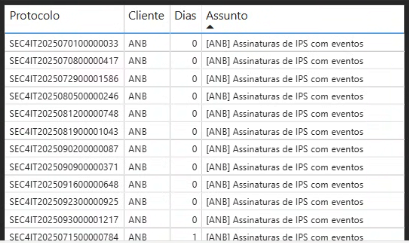 Protocolo Cliente Dias Assunto
SEC4IT2025070100000033 ANB 0 [ANB] Assinaturas de IPS com eventos
SEC4IT2025070800000417 ANB 0 [ANB] Assinaturas de IPS com eventos
SEC4IT2025072900001586 ANB 0 [ANB] Assinaturas de IPS com eventos
SEC4IT2025080500000246 ANB 0 [ANB] Assinaturas de IPS com eventos
SEC4IT2025081200000748 ANB 0 [ANB] Assinaturas de IPS com eventos
SEC4IT2025081900001043 ANB 0 [ANB] Assinaturas de IPS com eventos
SEC4IT2025090200000087 ANB 0 [ANB] Assinaturas de IPS com eventos
SEC4IT2025090900000371 ANB 0 [ANB] Assinaturas de IPS com eventos
SEC4IT2025091600000648 ANB 0 [ANB] Assinaturas de IPS com eventos
SEC4IT2025092300000925 ANB 0 [ANB] Assinaturas de IPS com eventos
SEC4IT2025093000001217 ANB 0 [ANB] Assinaturas de IPS com eventos
SEC4IT2025071500000784 ANB 1 [ANB] Assinaturas de IPS com eventos